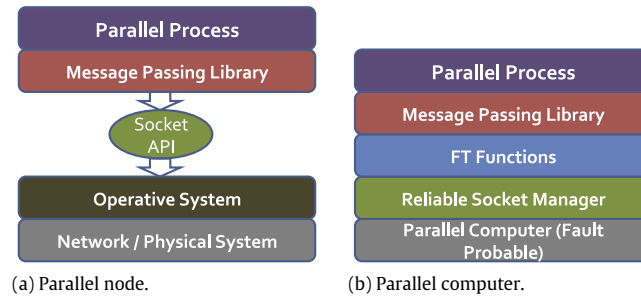 Parallel Process
Message Passing Library
Socket
API
Operative System
Network / Physical System
(a) Parallel node.
Parallel Process
Message Passing Library
FT Functions
Reliable Socket Manager
Parallel Computer (Fault
Probable)
(b) Parallel computer.